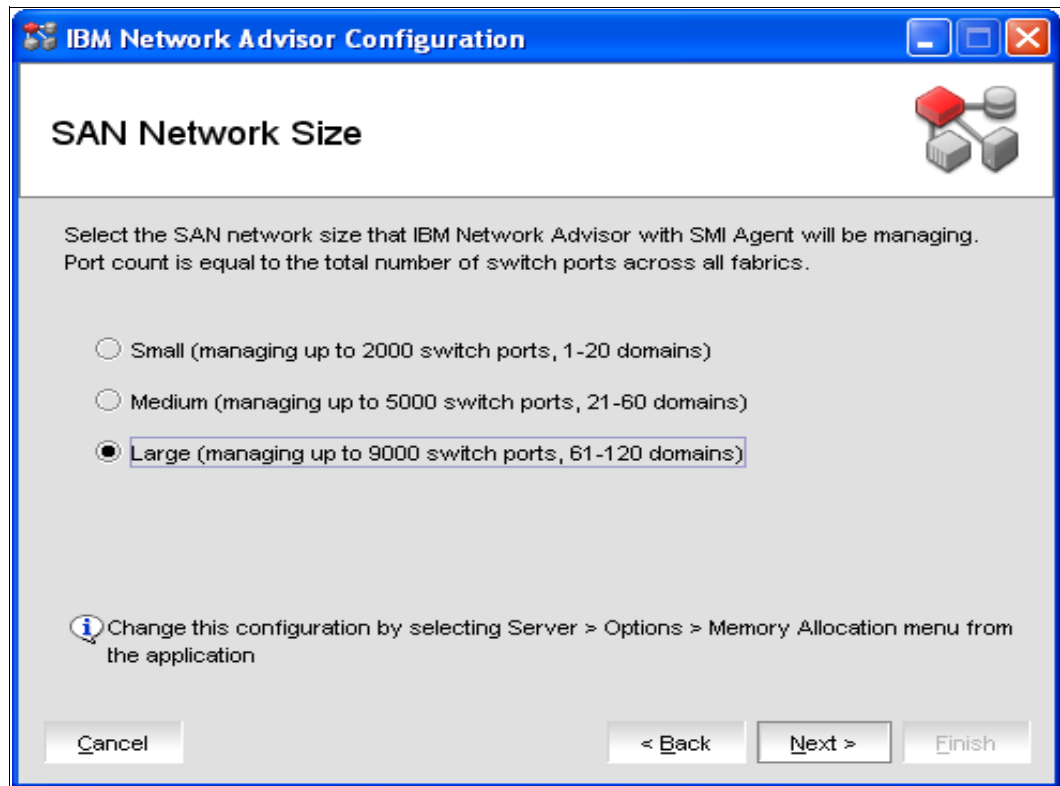 IBM Network Advisor Configuration
SAN Network Size
Select the SAN network size that IBM Network Advisor with SMI Agent will be managing.
Port count is equal to the total number of switch ports across all fabrics.
Small (managing up to 2000 switch ports, 1-20 domains)
Medium (managing up to 5000 switch ports, 21-60 domains)
Large (managing up to 9000 switch ports, 61-120 domains)
Change this configuration by selecting Server > Options > Memory Allocation menu from
the application
Cancel
< Back
Next >
Finish